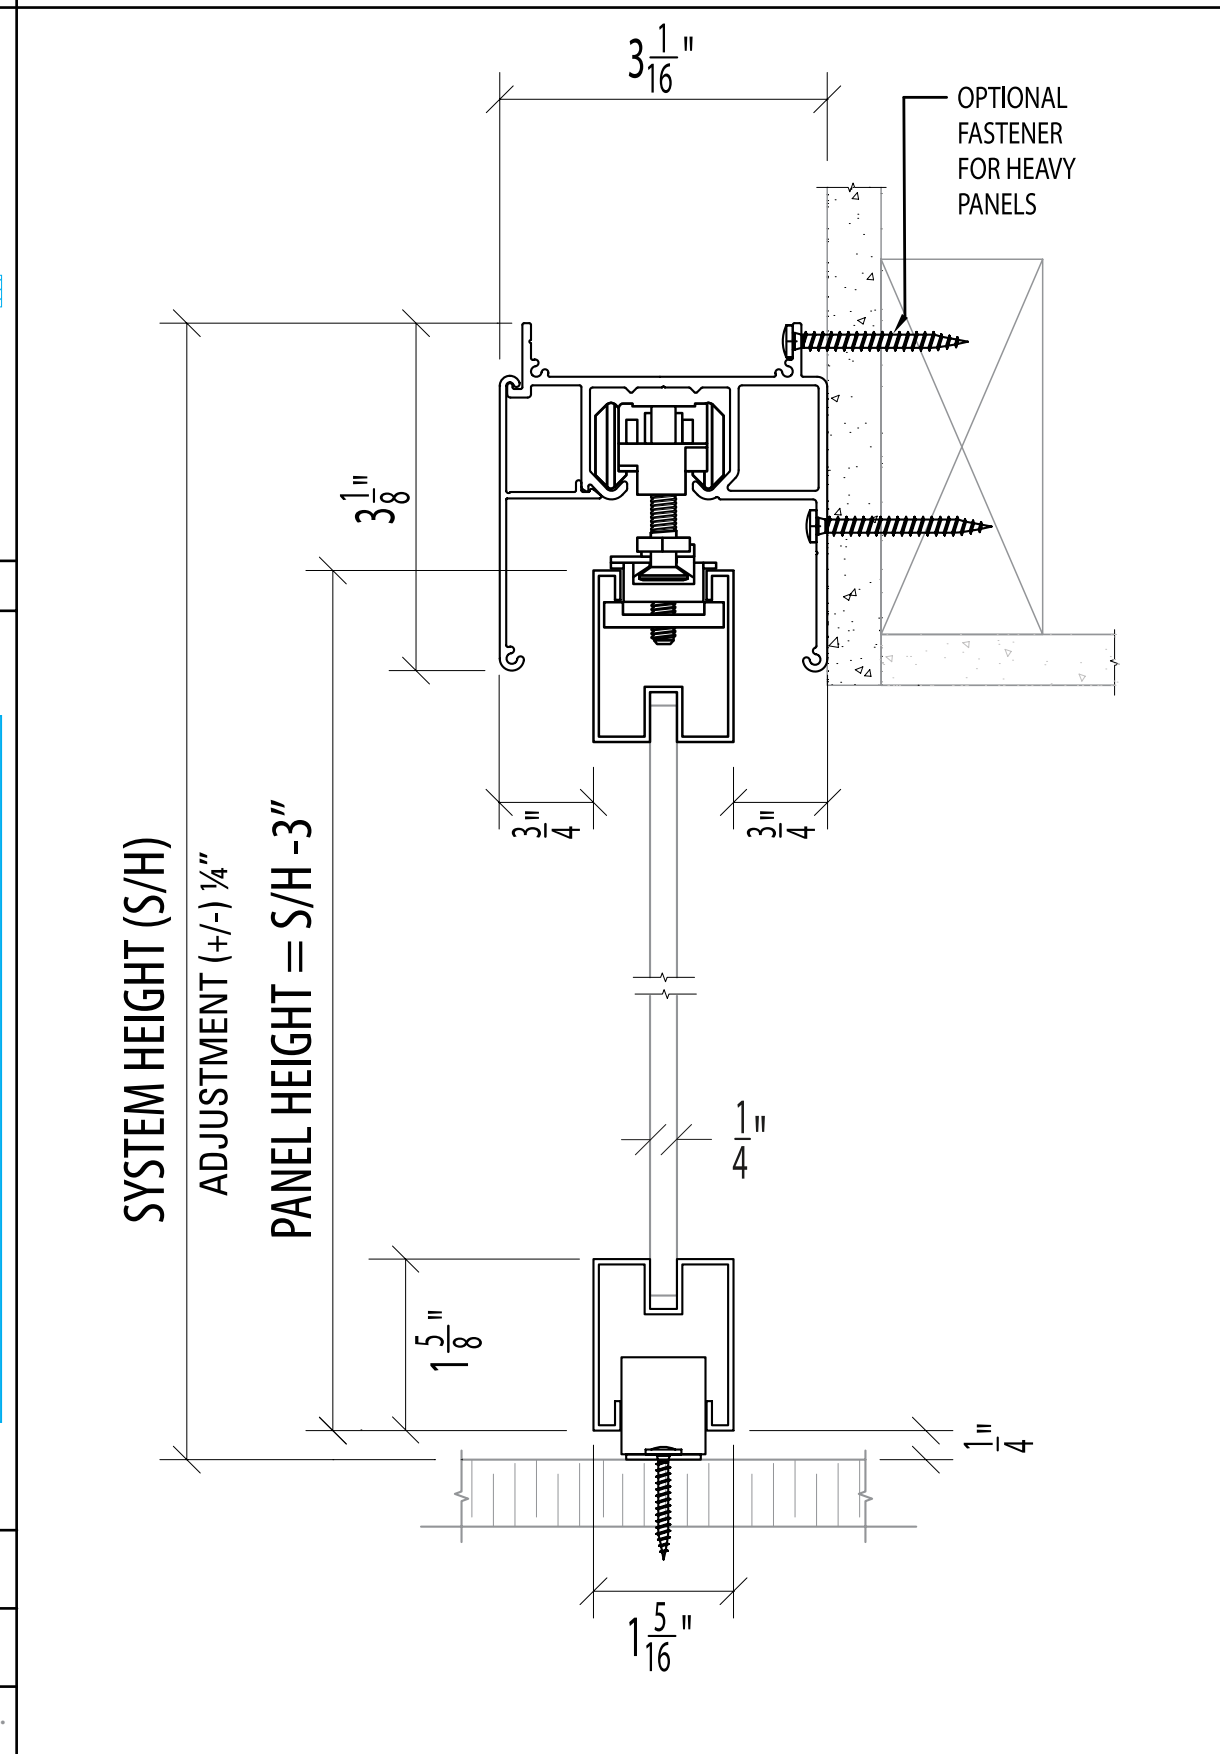 3 1/16"
OPTIONAL
FASTENER
FOR HEAVY
PANELS
3 1/8"
3/4"
3/4"
SYSTEM HEIGHT (S/H)
ADJUSTMENT (+/-) ¼”
PANEL HEIGHT = S/H -3”
1/4"
1 5/8"
1/4"
1 5/16"